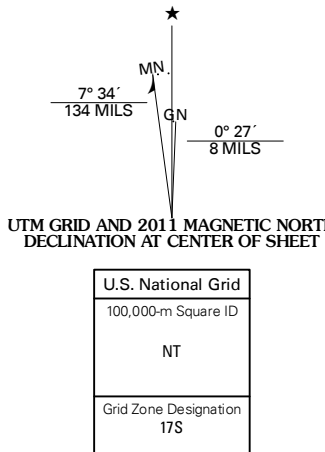 ★
MN
7° 34´
134 MILS
GN
0° 27´
8 MILS
UTM GRID AND 2011 MAGNETIC NORT
DECLINATION AT CENTER OF SHEET
U.S. National Grid
100,000-m Square ID
NT
Grid Zone Designation
17S